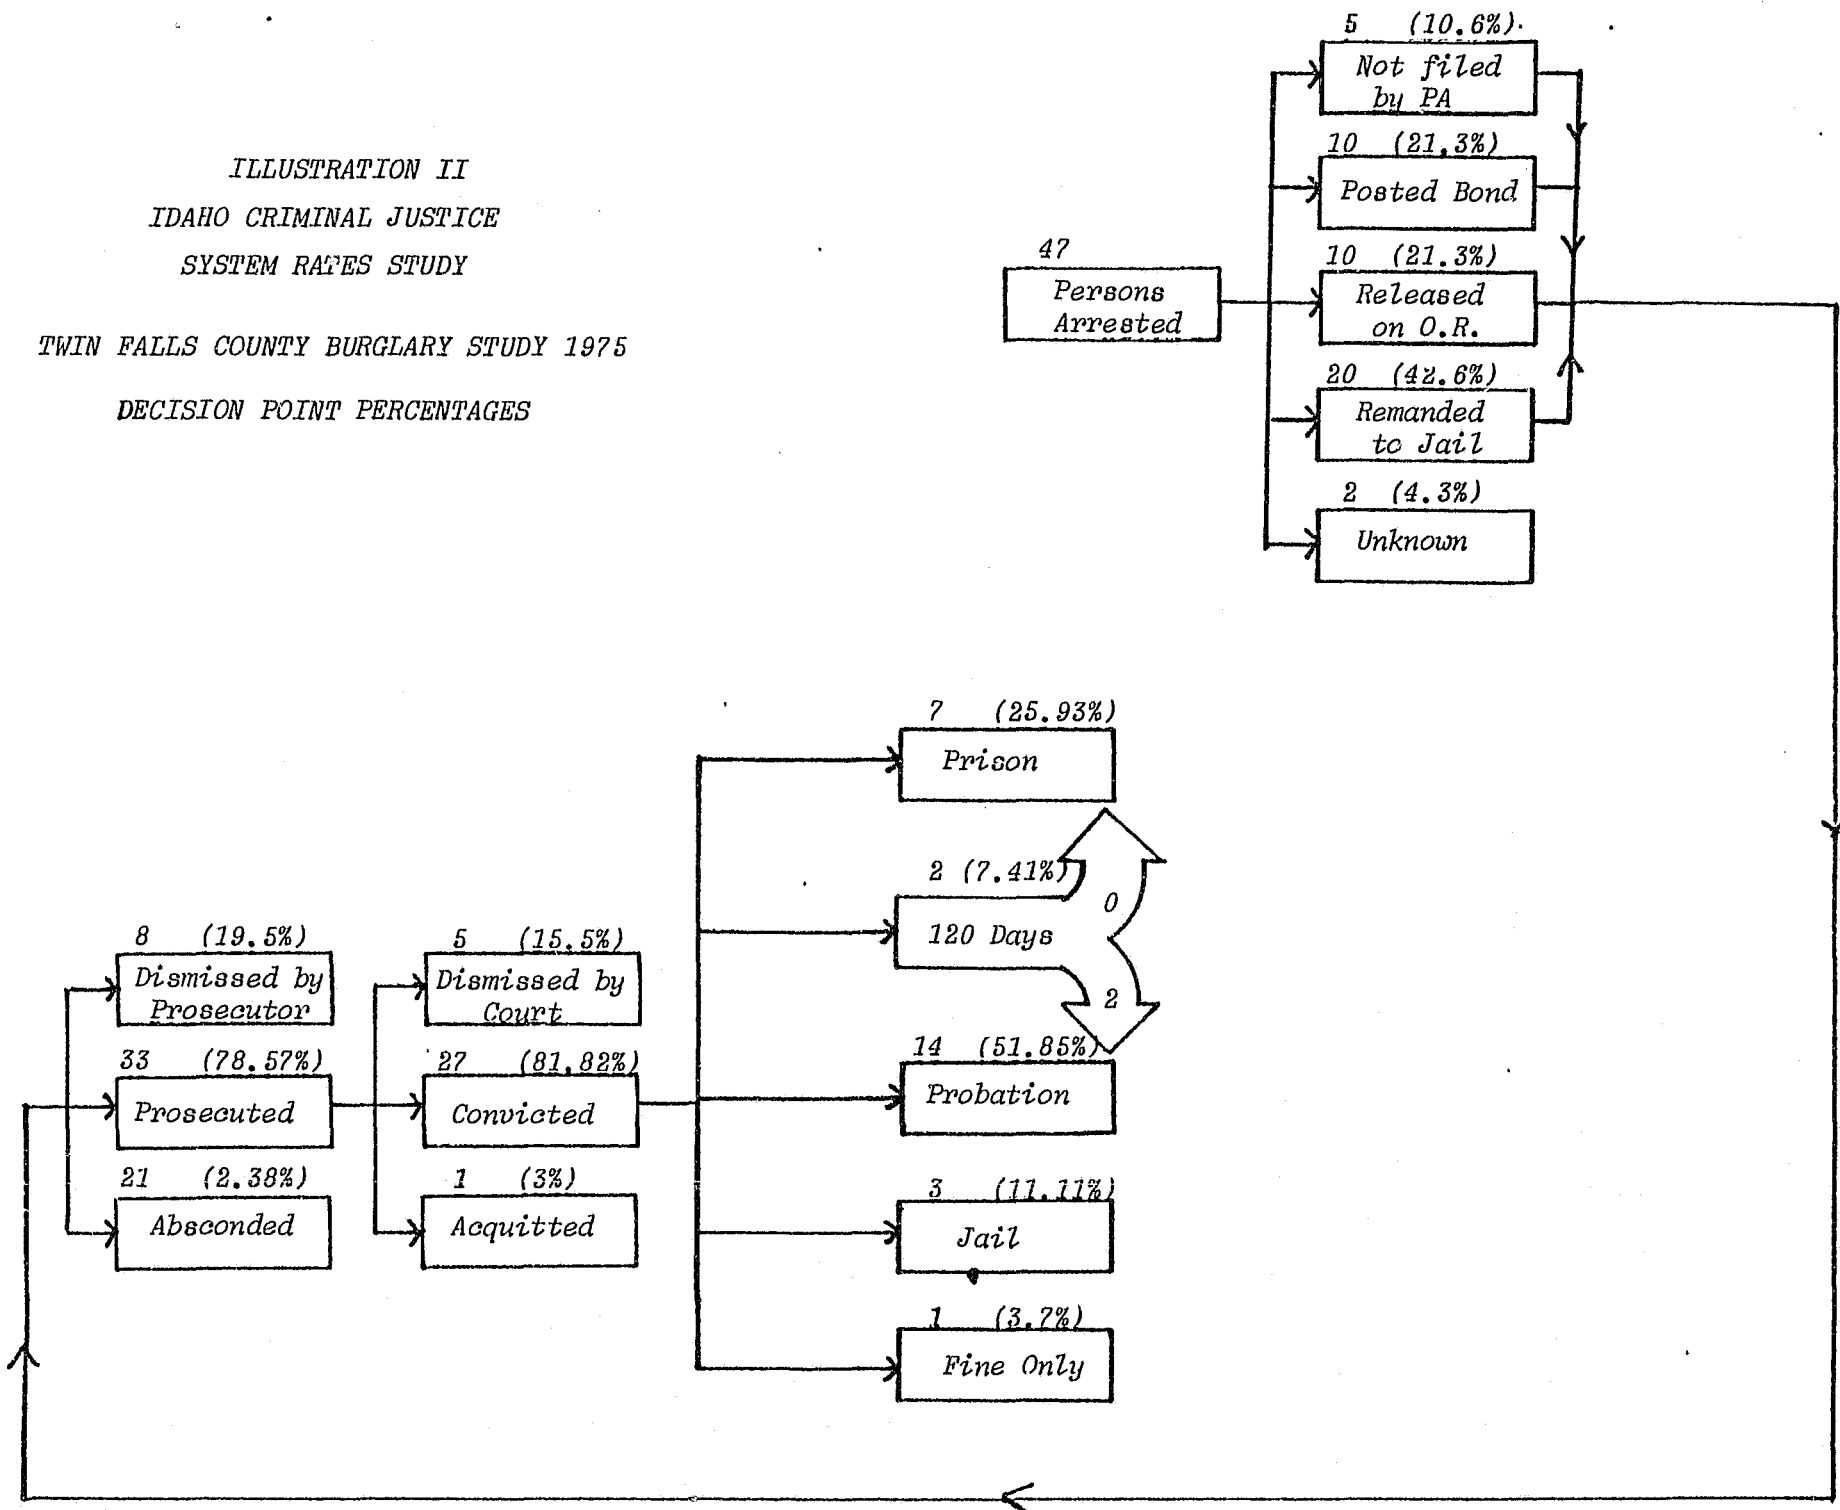 ILLUSTRATION II
IDAHO CRIMINAL JUSTICE
SYSTEM RATES STUDY
TWIN FALLS COUNTY BURGLARY STUDY 1975
DECISION POINT PERCENTAGES
47
Persons
Arrested
5 (10.6%)
Not filed
by PA
10 (21.3%)
Posted Bond
10 (21.3%)
Released
on O.R.
20 (42.6%)
Remanded
to Jail
2 (4.3%)
Unknown
8 (19.5%)
Dismissed by
Prosecutor
33 (78.57%)
Prosecuted
21 (2.38%)
Absconded
5 (15.5%)
Dismissed by
Court
27 (81.82%)
Convicted
1 (3%)
Acquitted
7 (25.93%)
Prison
2 (7.41%)
120 Days
0
2
14 (51.85%)
Probation
3 (11.11%)
Jail
1 (3.7%)
Fine Only